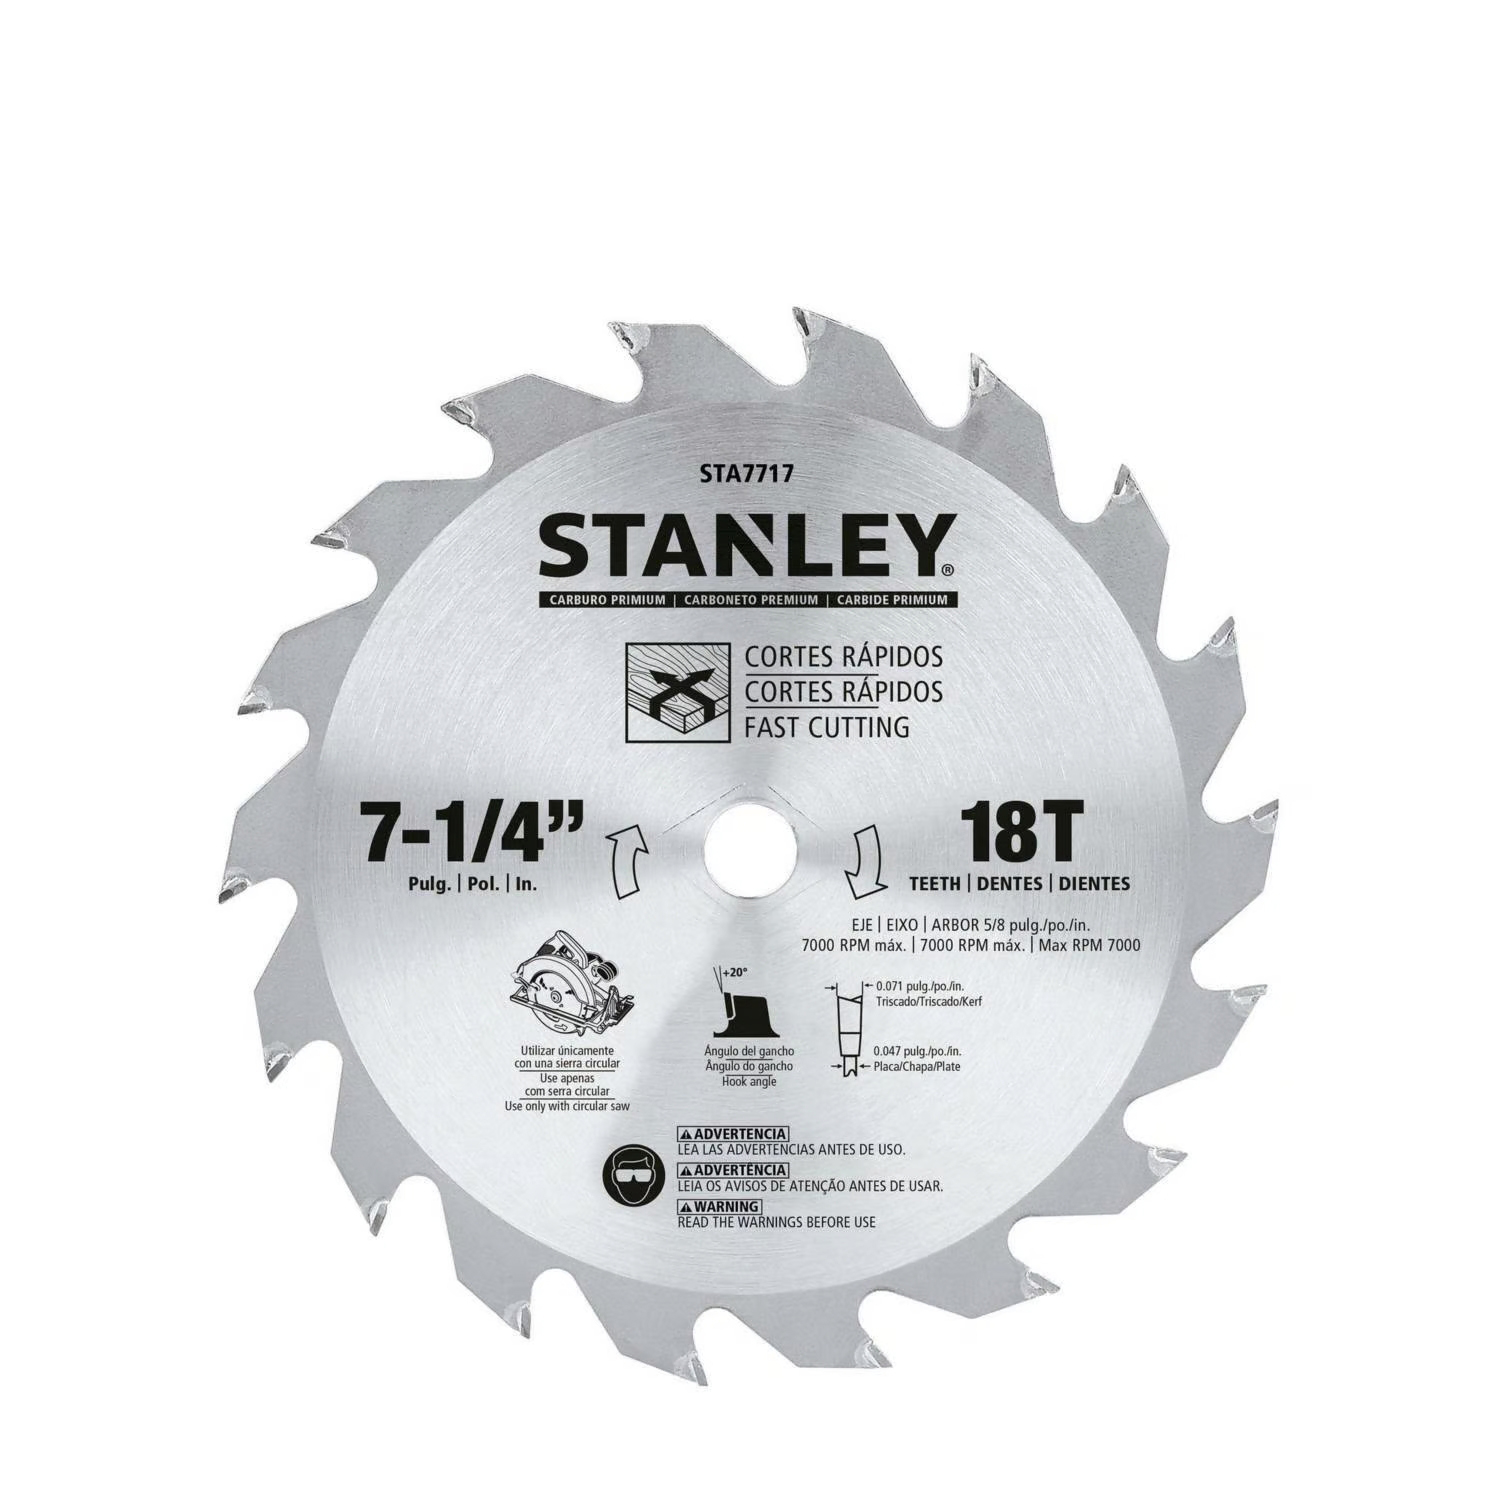 STA7717
STANLEY®
CARBURO PRIMIUM | CARBONETO PREMIUM | CARBIDE PRIMIUM
CORTES RÁPIDOS
CORTES RÁPIDOS
FAST CUTTING
7-1/4”
Pulg. | Pol. | In.
18T
TEETH | DENTES | DIENTES
EJE | EIXO | ARBOR 5/8 pulg./po./in.
7000 RPM máx. | 7000 RPM máx. | Max RPM 7000
Utilizar únicamente
con una sierra circular
Use apenas
com serra circular
Use only with circular saw
+20°
Ángulo del gancho
Ângulo do gancho
Hook angle
0.071 pulg./po./in.
Triscado/Triscado/Kerf
0.047 pulg./po./in.
Placa/Chapa/Plate
ADVERTENCIA
LEA LAS ADVERTENCIAS ANTES DE USO.
ADVERTÊNCIA
LEIA OS AVISOS DE ATENÇÃO ANTES DE USAR.
WARNING
READ THE WARNINGS BEFORE USE